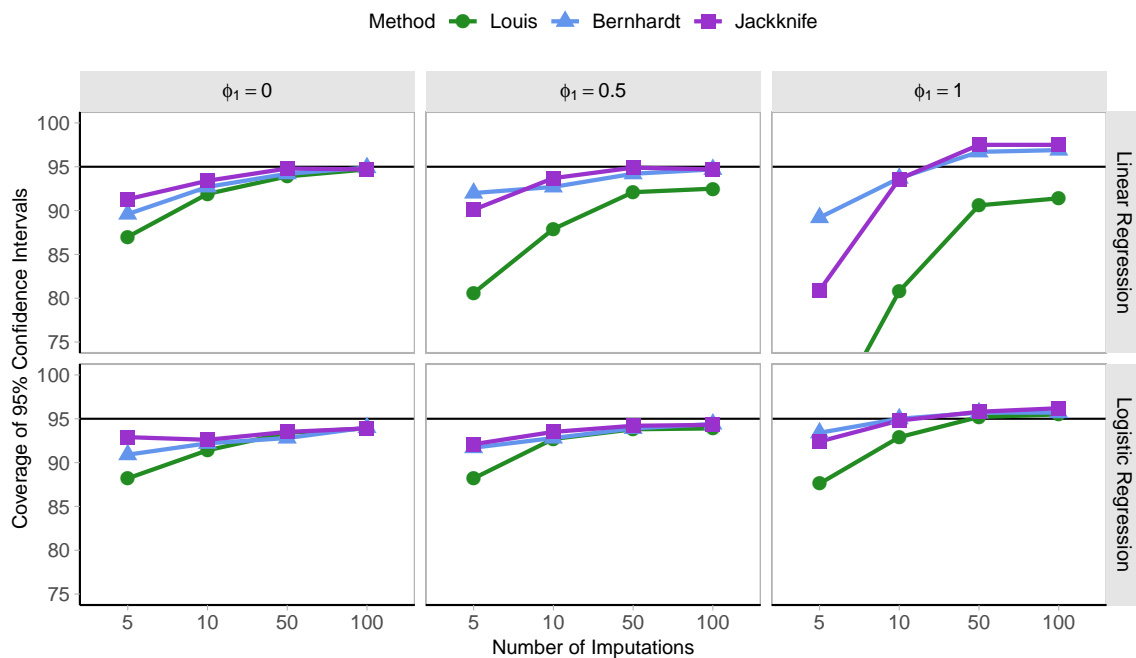 Method Louis Bernhardt Jackknife
ϕ₁ = 0 ϕ₁ = 0.5 ϕ₁ = 1
Coverage of 95% Confidence Intervals
100
95
90
85
80
75
Linear Regression
100
95
90
85
80
75
Logistic Regression
5 10 50 100 5 10 50 100 5 10 50 100
Number of Imputations